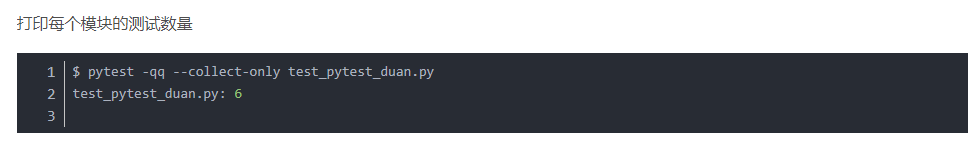 打印每个模块的测试数量
1 $ pytest -qq --collect-only test_pytest_duan.py
2 test_pytest_duan.py: 6
3